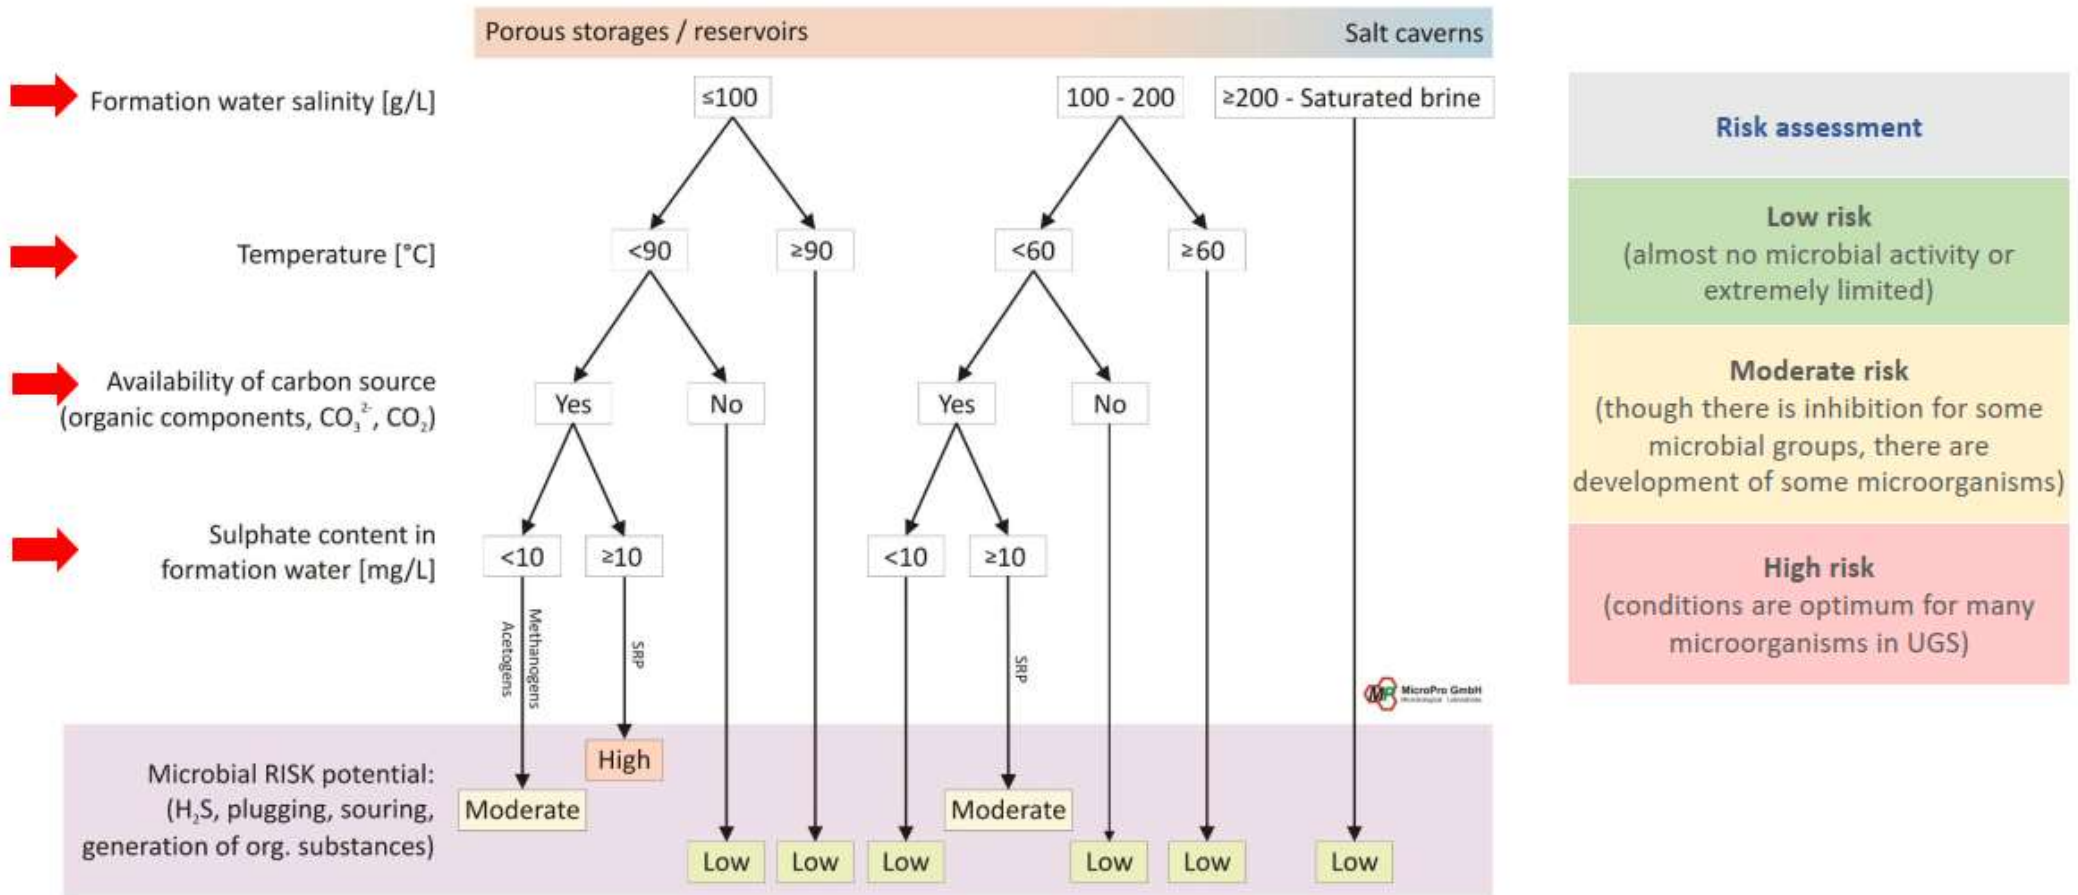 Porous storages / reservoirs
Salt caverns
Formation water salinity [g/L]
≤100
100 - 200
≥200 - Saturated brine
Temperature [°C]
<90
≥90
<60
≥60
Availability of carbon source
(organic components, CO₃²⁻, CO₂)
Yes
No
Yes
No
Sulphate content in
formation water [mg/L]
<10
≥10
<10
≥10
Methanogens
Acetogens
SRP
SRP
MP
MicroPro GmbH
Microbiological Laboratories
Microbial RISK potential:
(H₂S, plugging, souring,
generation of org. substances)
High
Moderate
Moderate
Low
Low
Low
Low
Low
Low
Risk assessment
Low risk
(almost no microbial activity or
extremely limited)
Moderate risk
(though there is inhibition for some
microbial groups, there are
development of some microorganisms)
High risk
(conditions are optimum for many
microorganisms in UGS)